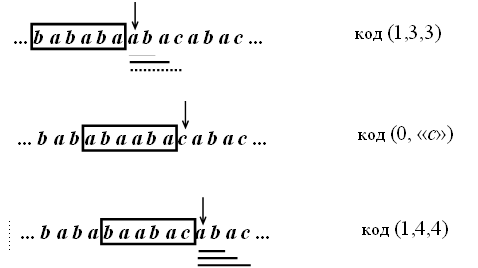 ... b a b a b a a b a c a b a c ... код (1,3,3)
... b a b a b a a b a c a b a c ... код (0, «c»)
... b a b a b a a b a c a b a c ... код (1,4,4)